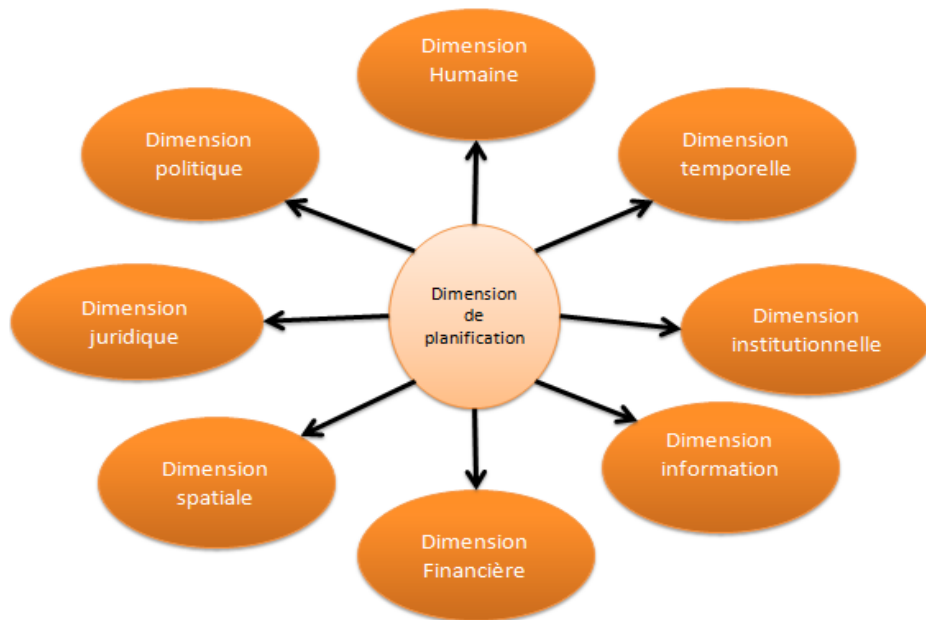 Dimension
Humaine
Dimension
politique
Dimension
temporelle
Dimension
juridique
Dimension
de
planification
Dimension
institutionnelle
Dimension
spatiale
Dimension
information
Dimension
Financière